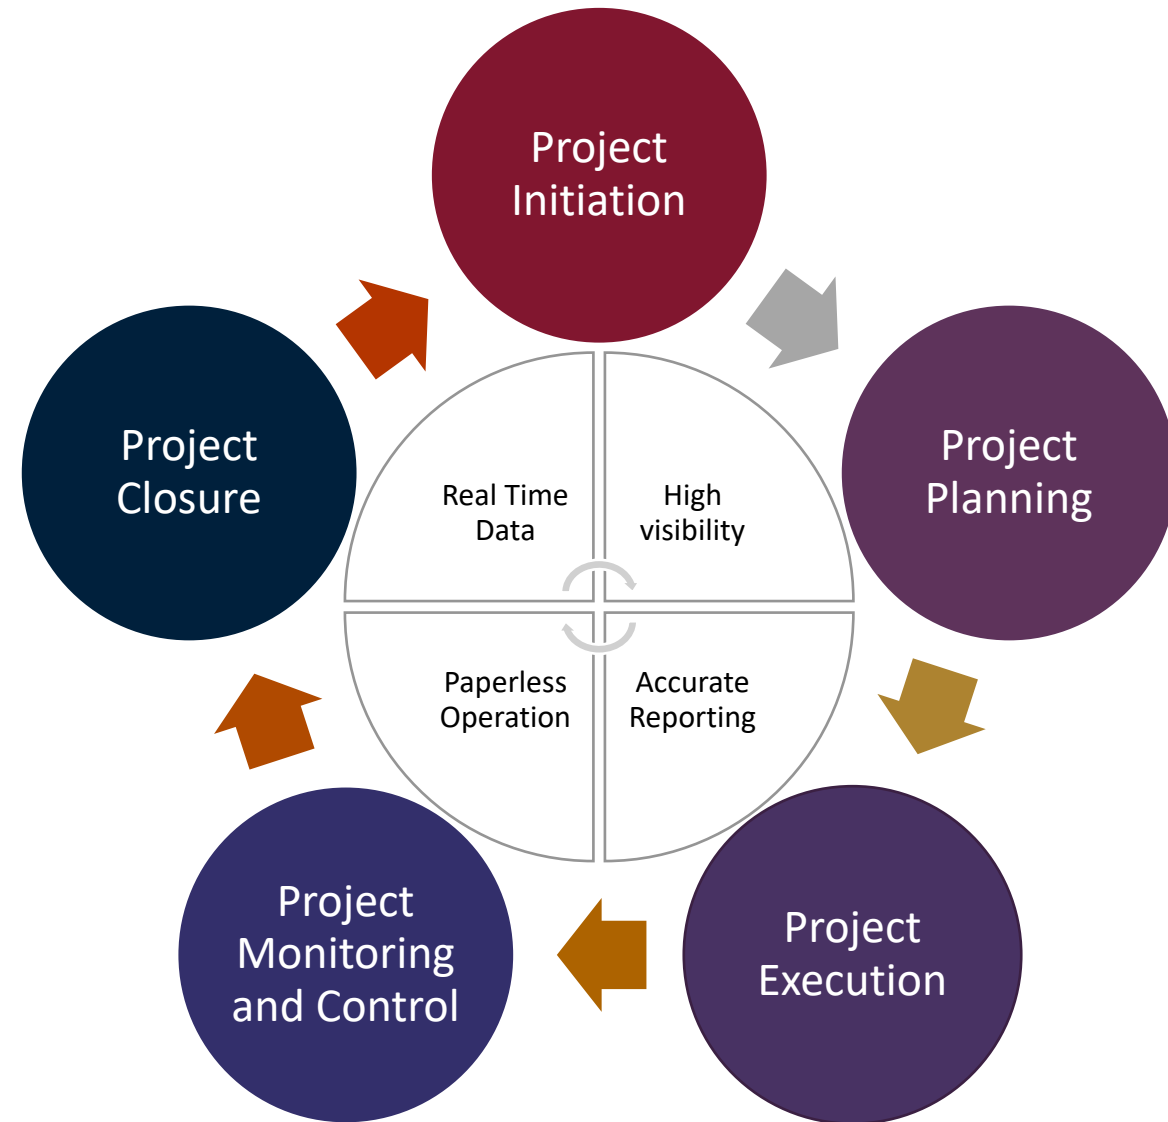 Project
Initiation
Project
Planning
Project
Execution
Project
Monitoring
and Control
Project
Closure
Real Time
Data
High
visibility
Accurate
Reporting
Paperless
Operation